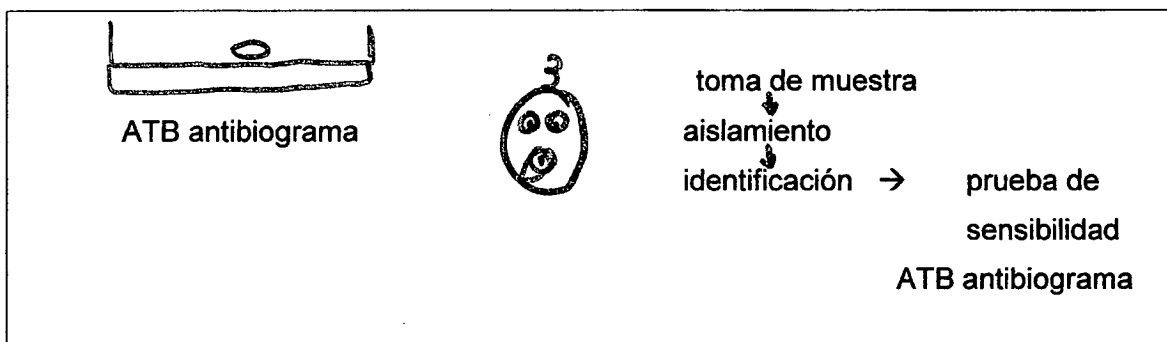 ATB antibiograma
toma de muestra
aislamiento
identificación → prueba de
sensibilidad
ATB antibiograma